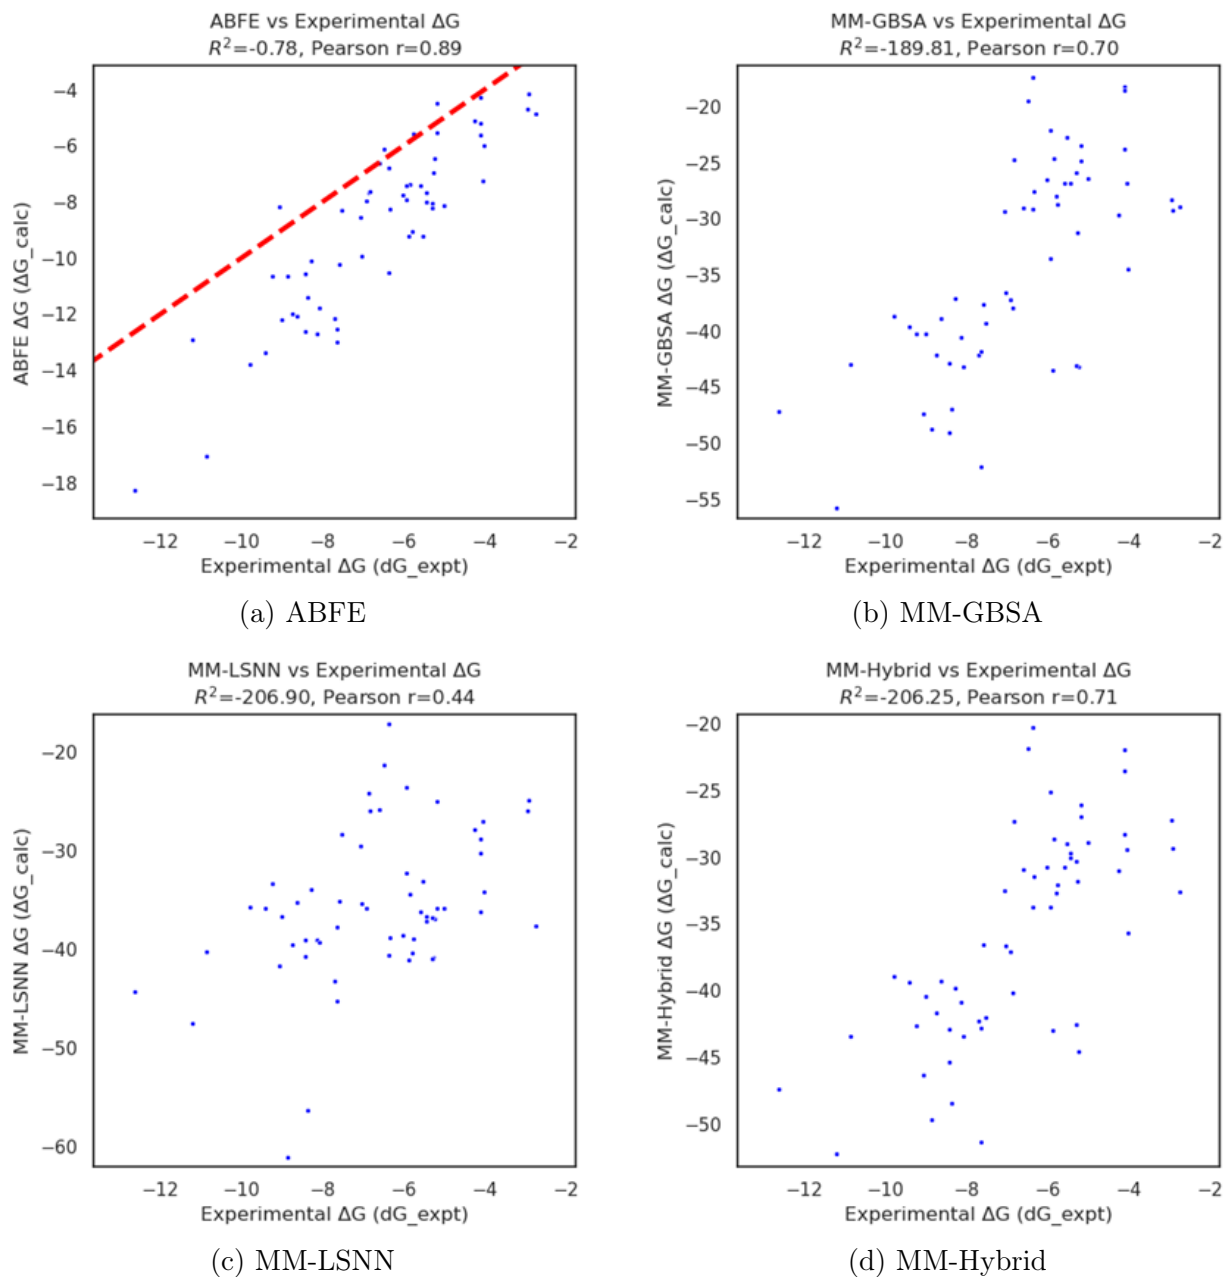 ABFE vs Experimental ΔG
R²=-0.78, Pearson r=0.89
−4
−6
−8
−10
−12
−14
−16
−18
ABFE ΔG (ΔG_calc)
−12 −10 −8 −6 −4 −2
Experimental ΔG (dG_expt)
(a) ABFE
MM-GBSA vs Experimental ΔG
R²=-189.81, Pearson r=0.70
−20
−25
−30
−35
−40
−45
−50
−55
MM-GBSA ΔG (ΔG_calc)
−12 −10 −8 −6 −4 −2
Experimental ΔG (dG_expt)
(b) MM-GBSA
MM-LSNN vs Experimental ΔG
R²=-206.90, Pearson r=0.44
−20
−30
−40
−50
−60
MM-LSNN ΔG (ΔG_calc)
−12 −10 −8 −6 −4 −2
Experimental ΔG (dG_expt)
(c) MM-LSNN
MM-Hybrid vs Experimental ΔG
R²=-206.25, Pearson r=0.71
−20
−25
−30
−35
−40
−45
−50
MM-Hybrid ΔG (ΔG_calc)
−12 −10 −8 −6 −4 −2
Experimental ΔG (dG_expt)
(d) MM-Hybrid